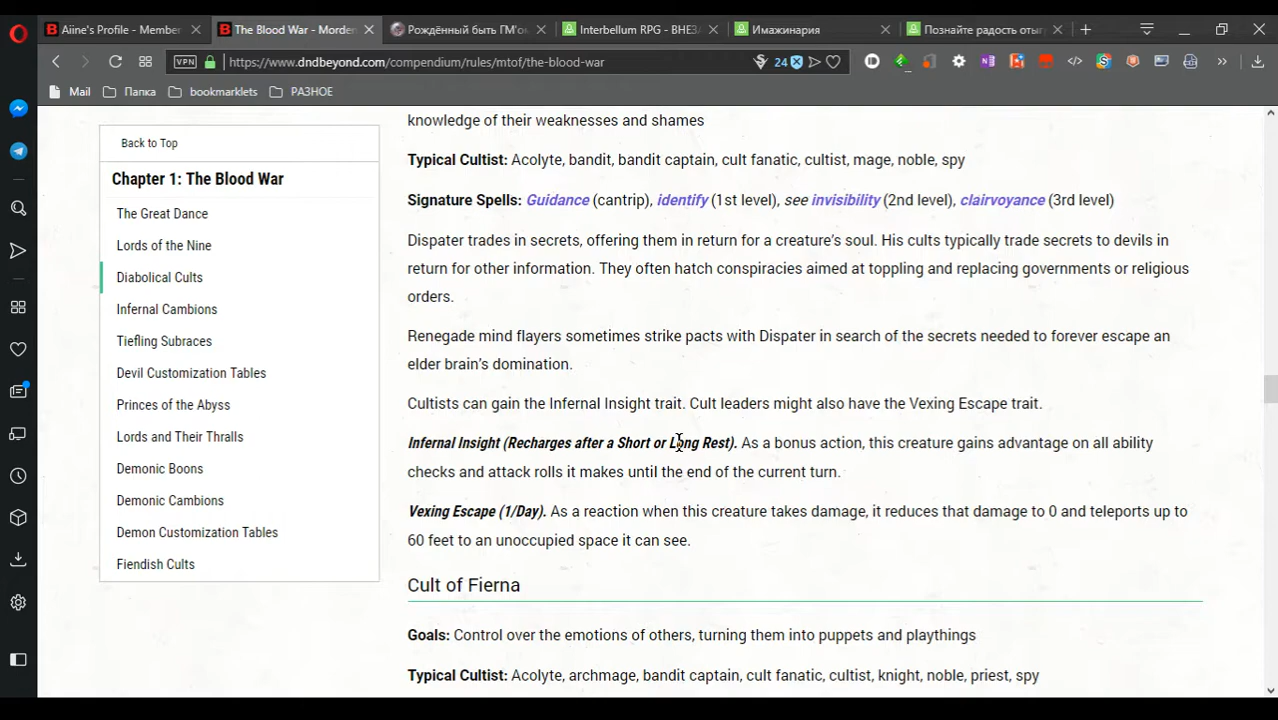 Aiine's Profile - Member
The Blood War - Morden
Рождённый быть ГМ'о
Interbellum RPG - ВНЕЗ
Имажинария
Познайте радость отыг
VPN
https://www.dndbeyond.com/compendium/rules/mtof/the-blood-war
24
Mail
Папка
bookmarklets
РАЗНОЕ
Back to Top
Chapter 1: The Blood War
The Great Dance
Lords of the Nine
Diabolical Cults
Infernal Cambions
Tiefling Subraces
Devil Customization Tables
Princes of the Abyss
Lords and Their Thralls
Demonic Boons
Demonic Cambions
Demon Customization Tables
Fiendish Cults
knowledge of their weaknesses and shames
Typical Cultist: Acolyte, bandit, bandit captain, cult fanatic, cultist, mage, noble, spy
Signature Spells: Guidance (cantrip), identify (1st level), see invisibility (2nd level), clairvoyance (3rd level)
Dispater trades in secrets, offering them in return for a creature's soul. His cults typically trade secrets to devils in
return for other information. They often hatch conspiracies aimed at toppling and replacing governments or religious
orders.
Renegade mind flayers sometimes strike pacts with Dispater in search of the secrets needed to forever escape an
elder brain's domination.
Cultists can gain the Infernal Insight trait. Cult leaders might also have the Vexing Escape trait.
Infernal Insight (Recharges after a Short or Long Rest). As a bonus action, this creature gains advantage on all ability
checks and attack rolls it makes until the end of the current turn.
Vexing Escape (1/Day). As a reaction when this creature takes damage, it reduces that damage to 0 and teleports up to
60 feet to an unoccupied space it can see.
Cult of Fierna
Goals: Control over the emotions of others, turning them into puppets and playthings
Typical Cultist: Acolyte, archmage, bandit captain, cult fanatic, cultist, knight, noble, priest, spy